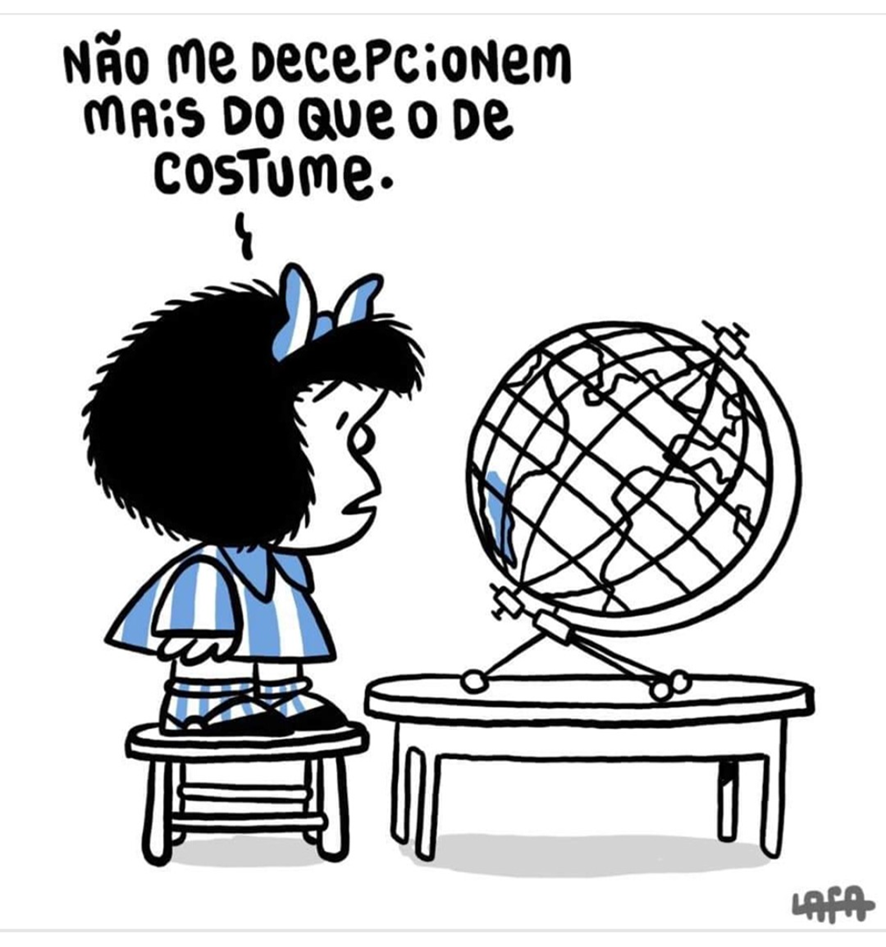 NÃO ME DECEPCIONEM
MAIS DO QUE O DE
COSTUME.
LAFA